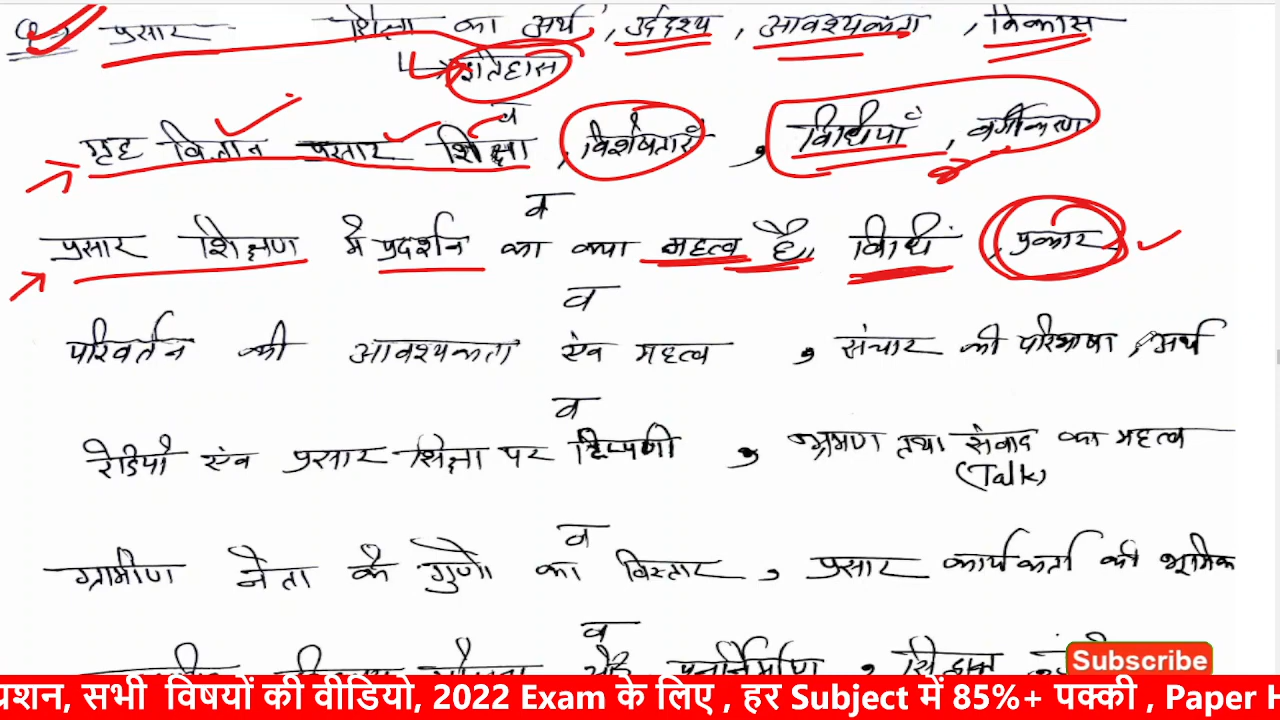 प्रसार शिक्षा का अर्थ, उद्देश्य, आवश्यकता, विकास
इतिहास
व
गृह विज्ञान प्रसार शिक्षा, विशेषताएँ, विधियाँ, वर्गीकरण
व
प्रसार शिक्षण में प्रदर्शन का क्या महत्व है, विधि, प्रकार
व
परिवर्तन की आवश्यकता एंव महत्व, संचार की परिभाषा, अर्थ
व
रेडियो एंव प्रसार शिक्षा पर टिप्पणी, भ्रमण तथा संवाद का महत्व
(Talk)
व
ग्रामीण नेता के गुणो का विस्तार, प्रसार कार्यकर्ता की भूमिक
व
पुनर्निर्माण,
Subscribe
प्रशन, सभी विषयों की वीडियो, 2022 Exam के लिए , हर Subject में 85%+ पक्की , Paper